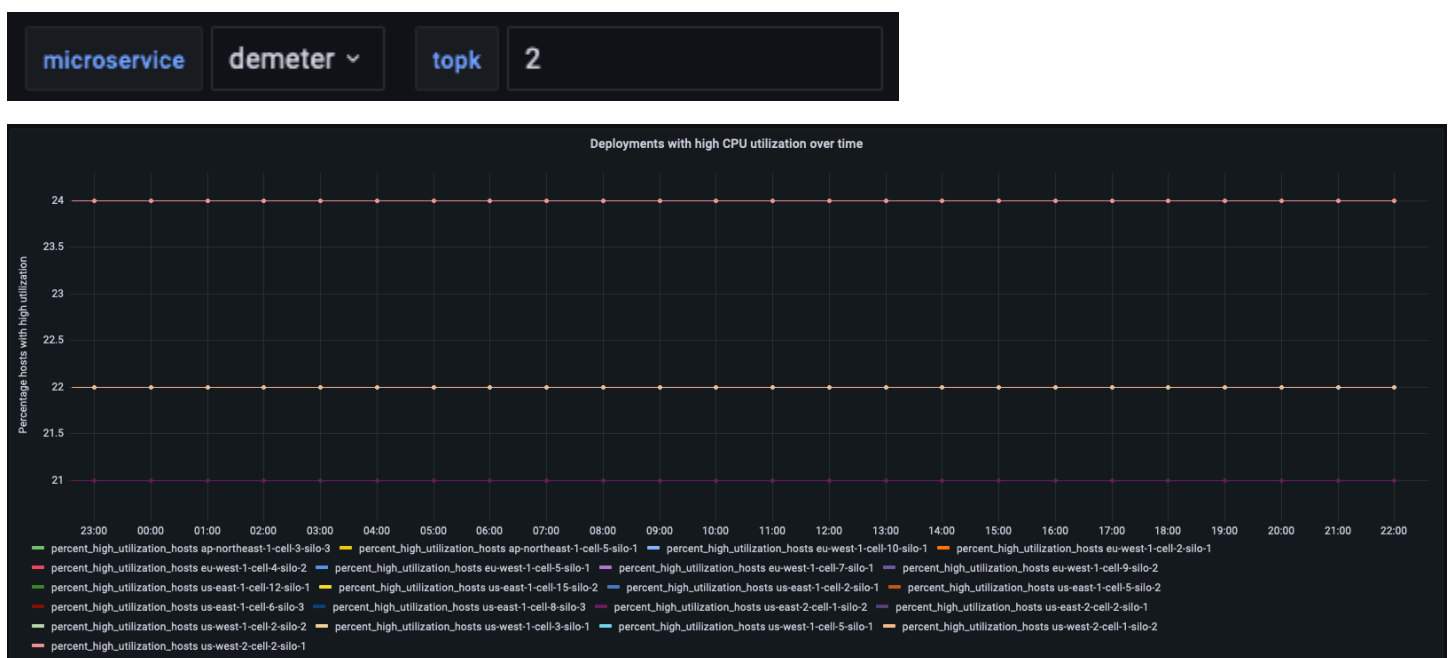 microservice demeter topk 2
Deployments with high CPU utilization over time
Percentage hosts with high utilization
24
23.5
23
22.5
22
21.5
21
23:00 00:00 01:00 02:00 03:00 04:00 05:00 06:00 07:00 08:00 09:00 10:00 11:00 12:00 13:00 14:00 15:00 16:00 17:00 18:00 19:00 20:00 21:00 22:00
percent_high_utilization_hosts ap-northeast-1-cell-3-silo-3 percent_high_utilization_hosts ap-northeast-1-cell-5-silo-1 percent_high_utilization_hosts eu-west-1-cell-10-silo-1 percent_high_utilization_hosts eu-west-1-cell-2-silo-1
percent_high_utilization_hosts eu-west-1-cell-4-silo-2 percent_high_utilization_hosts eu-west-1-cell-5-silo-1 percent_high_utilization_hosts eu-west-1-cell-7-silo-1 percent_high_utilization_hosts eu-west-1-cell-9-silo-2
percent_high_utilization_hosts us-east-1-cell-12-silo-1 percent_high_utilization_hosts us-east-1-cell-15-silo-2 percent_high_utilization_hosts us-east-1-cell-2-silo-1 percent_high_utilization_hosts us-east-1-cell-5-silo-2
percent_high_utilization_hosts us-east-1-cell-6-silo-3 percent_high_utilization_hosts us-east-1-cell-8-silo-3 percent_high_utilization_hosts us-east-2-cell-1-silo-2 percent_high_utilization_hosts us-east-2-cell-2-silo-1
percent_high_utilization_hosts us-west-1-cell-2-silo-2 percent_high_utilization_hosts us-west-1-cell-3-silo-1 percent_high_utilization_hosts us-west-1-cell-5-silo-1 percent_high_utilization_hosts us-west-2-cell-1-silo-2
percent_high_utilization_hosts us-west-2-cell-2-silo-1